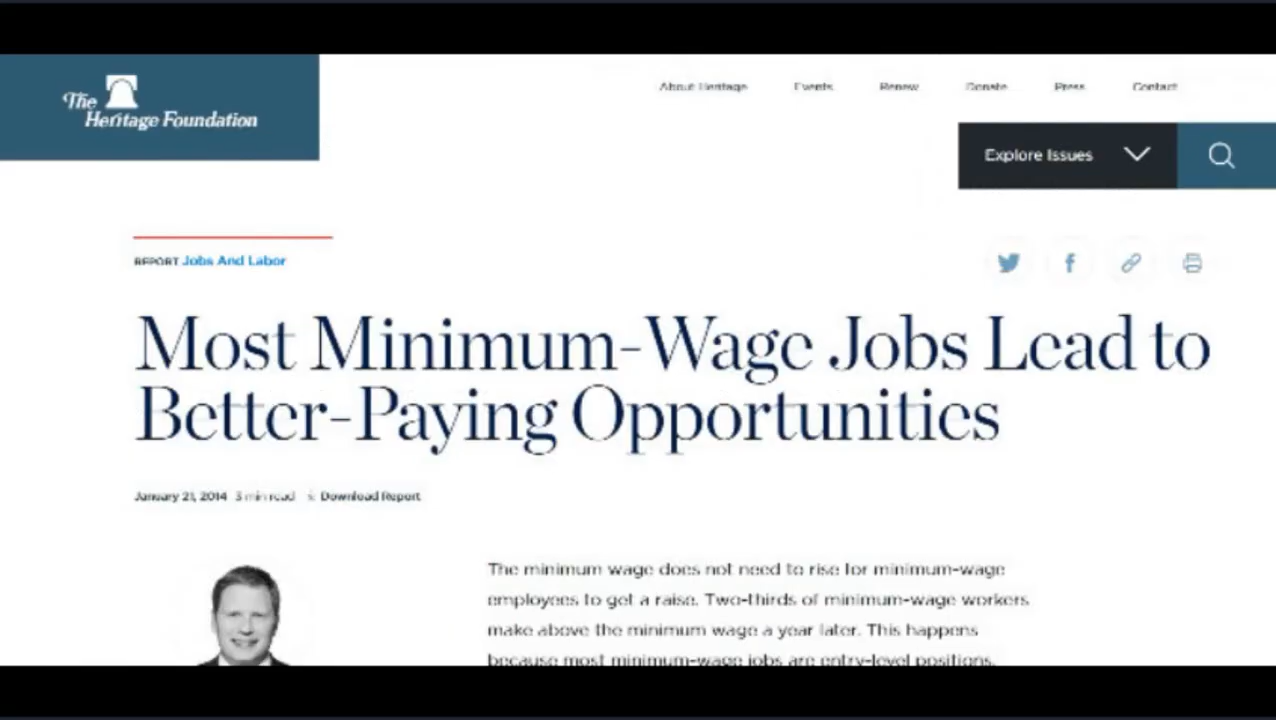 The
Heritage Foundation
About Heritage Events Renew Donate Press Contact
Explore Issues
REPORT Jobs And Labor
Most Minimum-Wage Jobs Lead to
Better-Paying Opportunities
January 21, 2014 3 min read Download Report
The minimum wage does not need to rise for minimum-wage
employees to get a raise. Two-thirds of minimum-wage workers
make above the minimum wage a year later. This happens
because most minimum-wage jobs are entry-level positions.